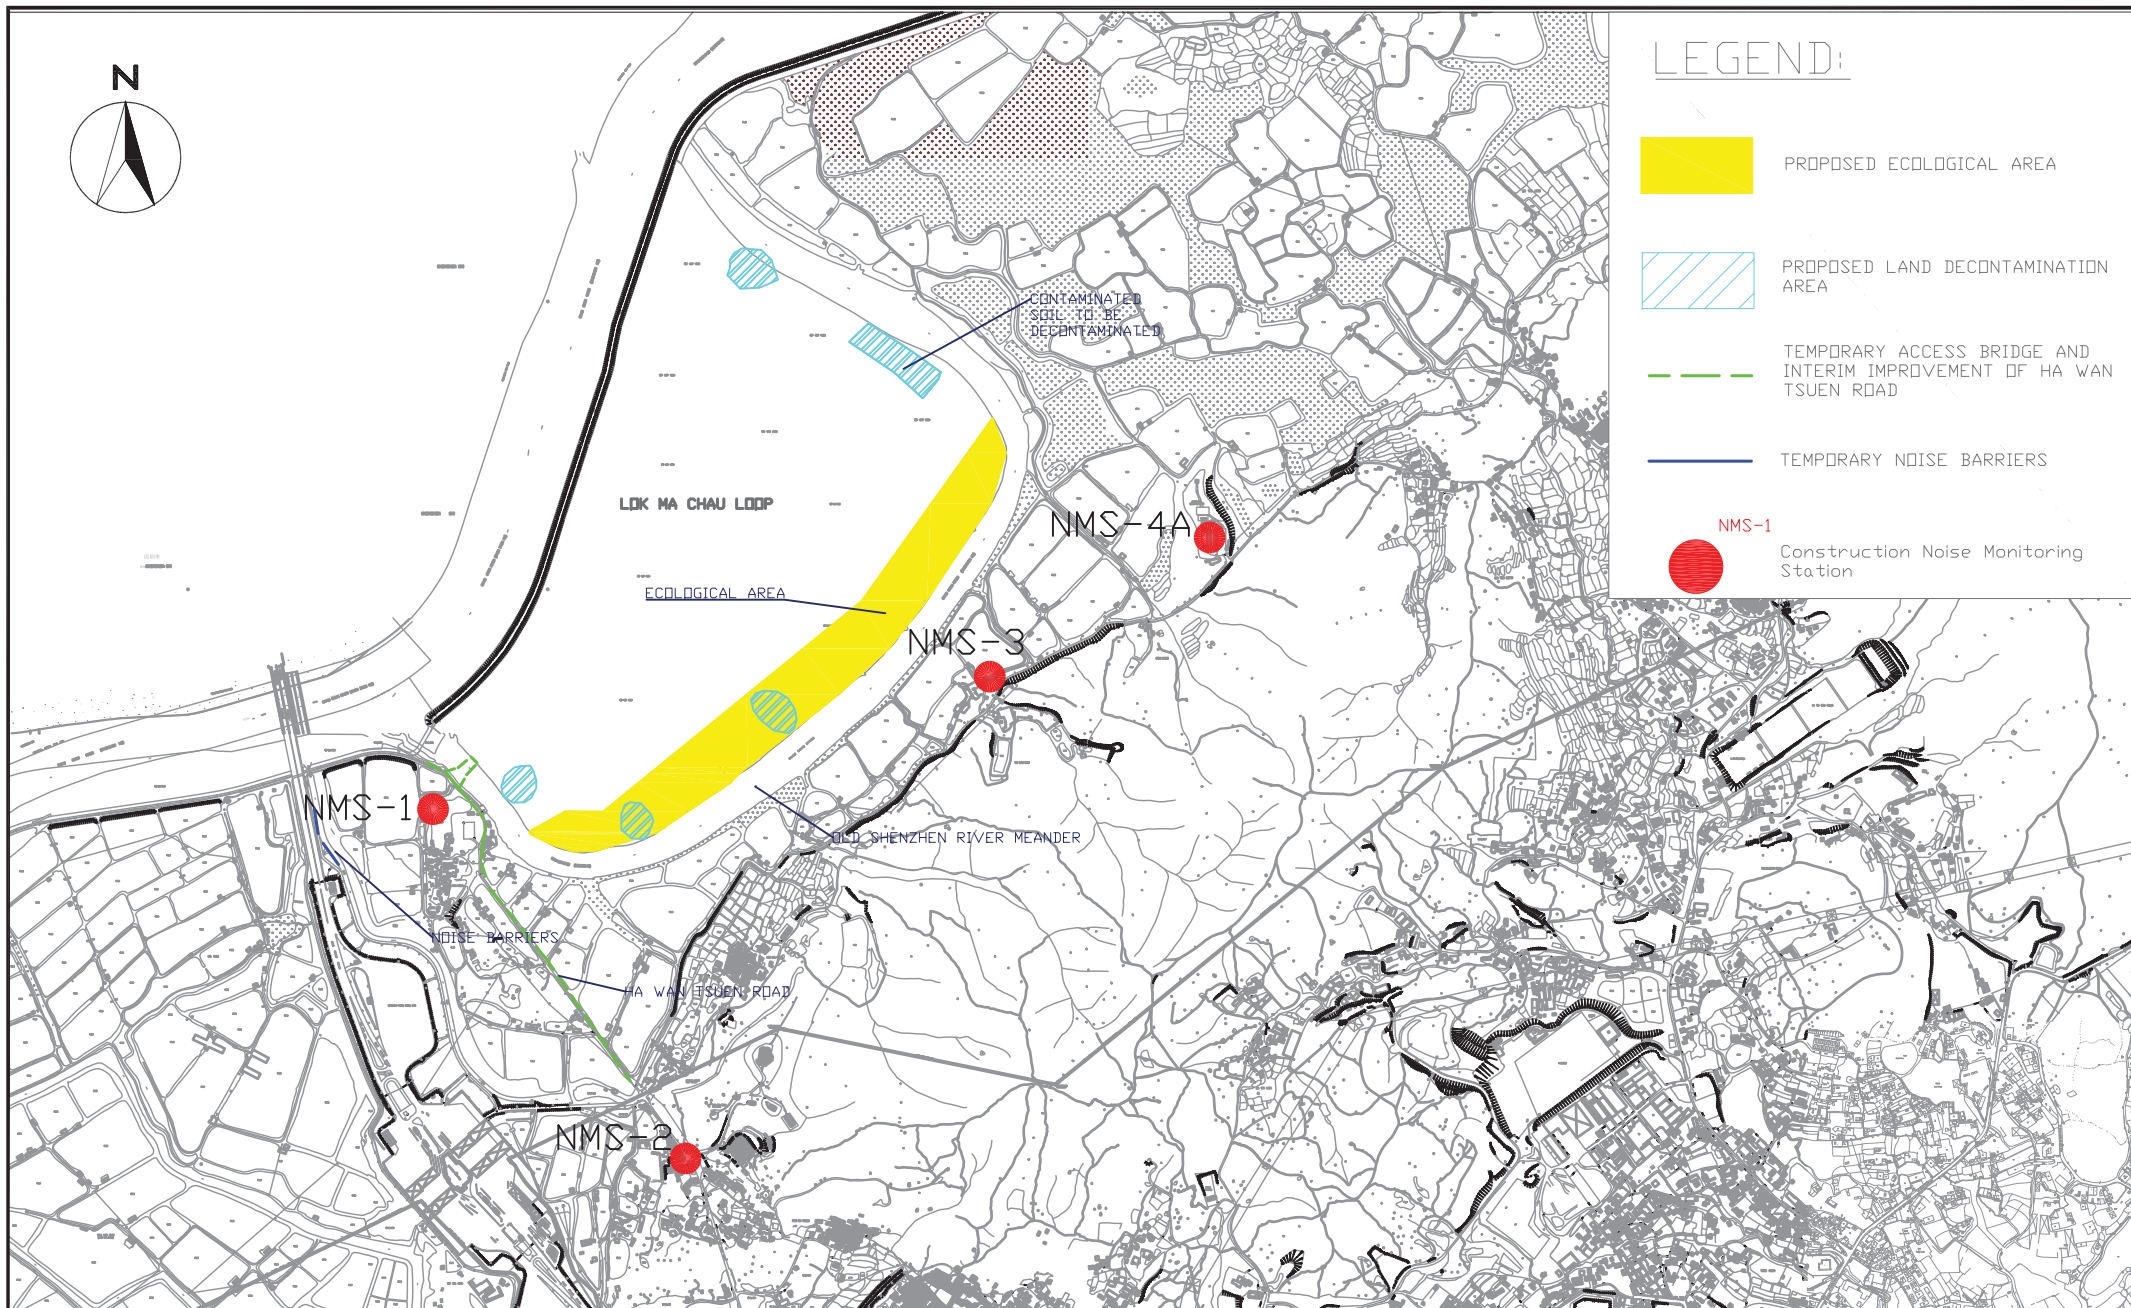 N
LEGEND:
PROPOSED ECOLOGICAL AREA
PROPOSED LAND DECONTAMINATION
AREA
TEMPORARY ACCESS BRIDGE AND
INTERIM IMPROVEMENT OF HA WAN
TSUEN ROAD
TEMPORARY NOISE BARRIERS
NMS-1
Construction Noise Monitoring
Station
CONTAMINATED
SOIL TO BE
DECONTAMINATED
LOK MA CHAU LOOP
NMS-4A
ECOLOGICAL AREA
NMS-3
NMS-1
OLD SHENZHEN RIVER MEANDER
NOISE BARRIERS
HA WAN TSUEN ROAD
NMS-2